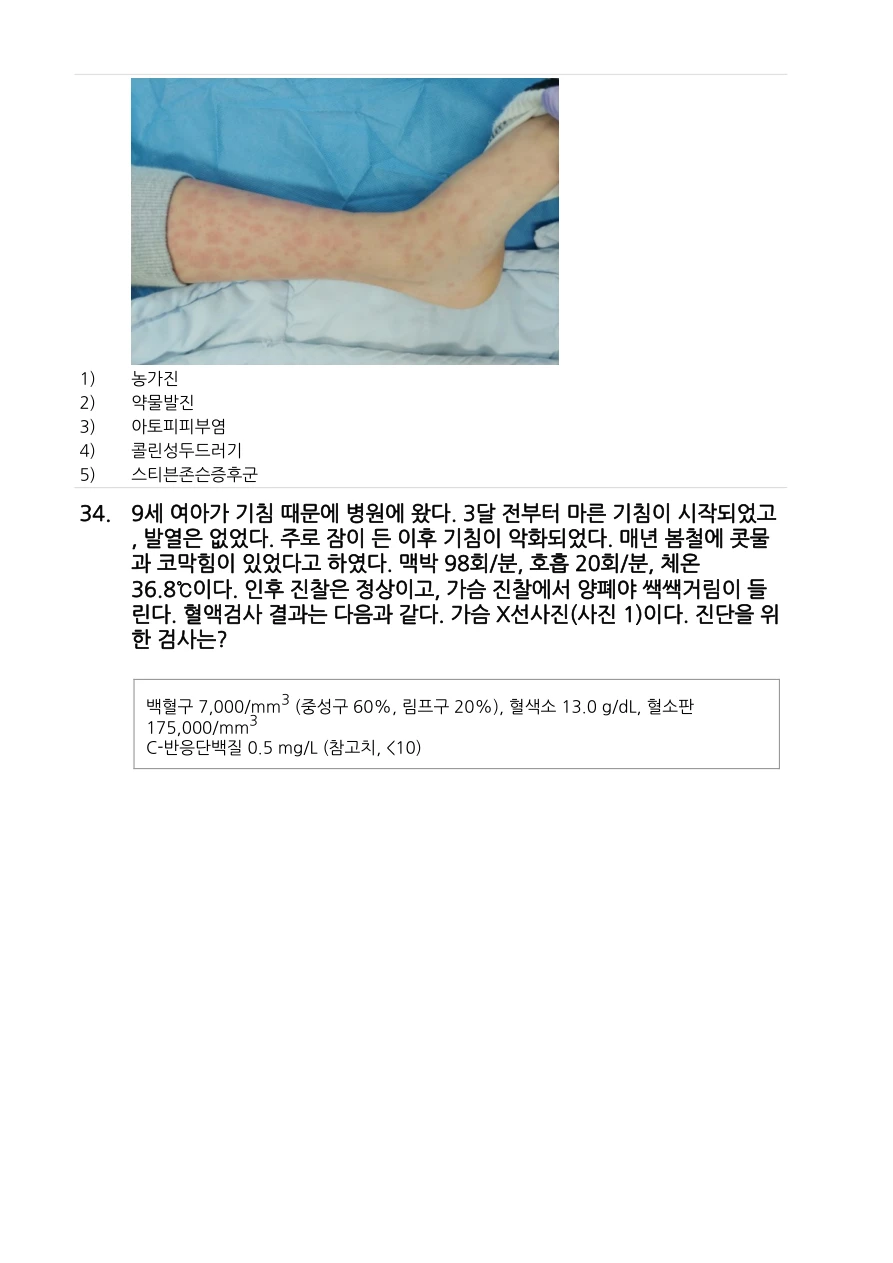 1) 농가진
2) 약물발진
3) 아토피피부염
4) 콜린성두드러기
5) 스티븐존슨증후군
34. 9세 여아가 기침 때문에 병원에 왔다. 3달 전부터 마른 기침이 시작되었고
, 발열은 없었다. 주로 잠이 든 이후 기침이 악화되었다. 매년 봄철에 콧물
과 코막힘이 있었다고 하였다. 맥박 98회/분, 호흡 20회/분, 체온
36.8℃이다. 인후 진찰은 정상이고, 가슴 진찰에서 양폐야 쌕쌕거림이 들
린다. 혈액검사 결과는 다음과 같다. 가슴 X선사진(사진 1)이다. 진단을 위
한 검사는?
백혈구 7,000/mm³ (중성구 60%, 림프구 20%), 혈색소 13.0 g/dL, 혈소판
175,000/mm³
C-반응단백질 0.5 mg/L (참고치, <10)